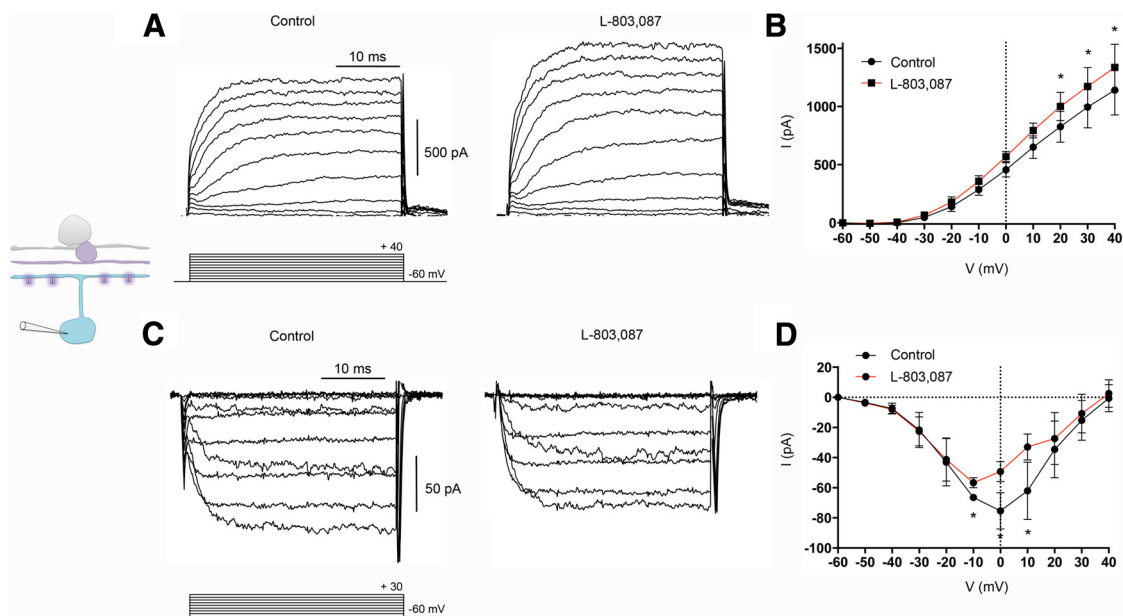 A
Control
L-803,087
10 ms
500 pA
+ 40
-60 mV
B
Control
L-803,087
1500
1000
500
0
I (pA)
-60 -50 -40 -30 -20 -10 0 10 20 30 40
V (mV)
* * *
C
Control
L-803,087
10 ms
50 pA
+ 30
-60 mV
D
Control
L-803,087
20
0
-20
-40
-60
-80
-100
I (pA)
-60 -50 -40 -30 -20 -10 0 10 20 30 40
V (mV)
* * *